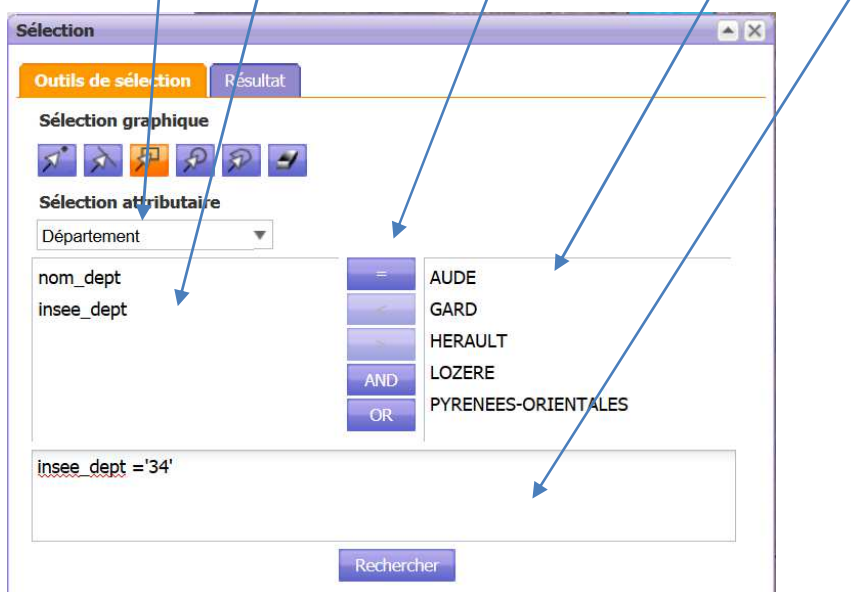 Sélection
Outils de sélection Résultat
Sélection graphique
Sélection attributaire
Département
nom_dept = AUDE
insee_dept < GARD
> HERAULT
AND LOZERE
OR PYRENEES-ORIENTALES
insee_dept ='34'
Rechercher